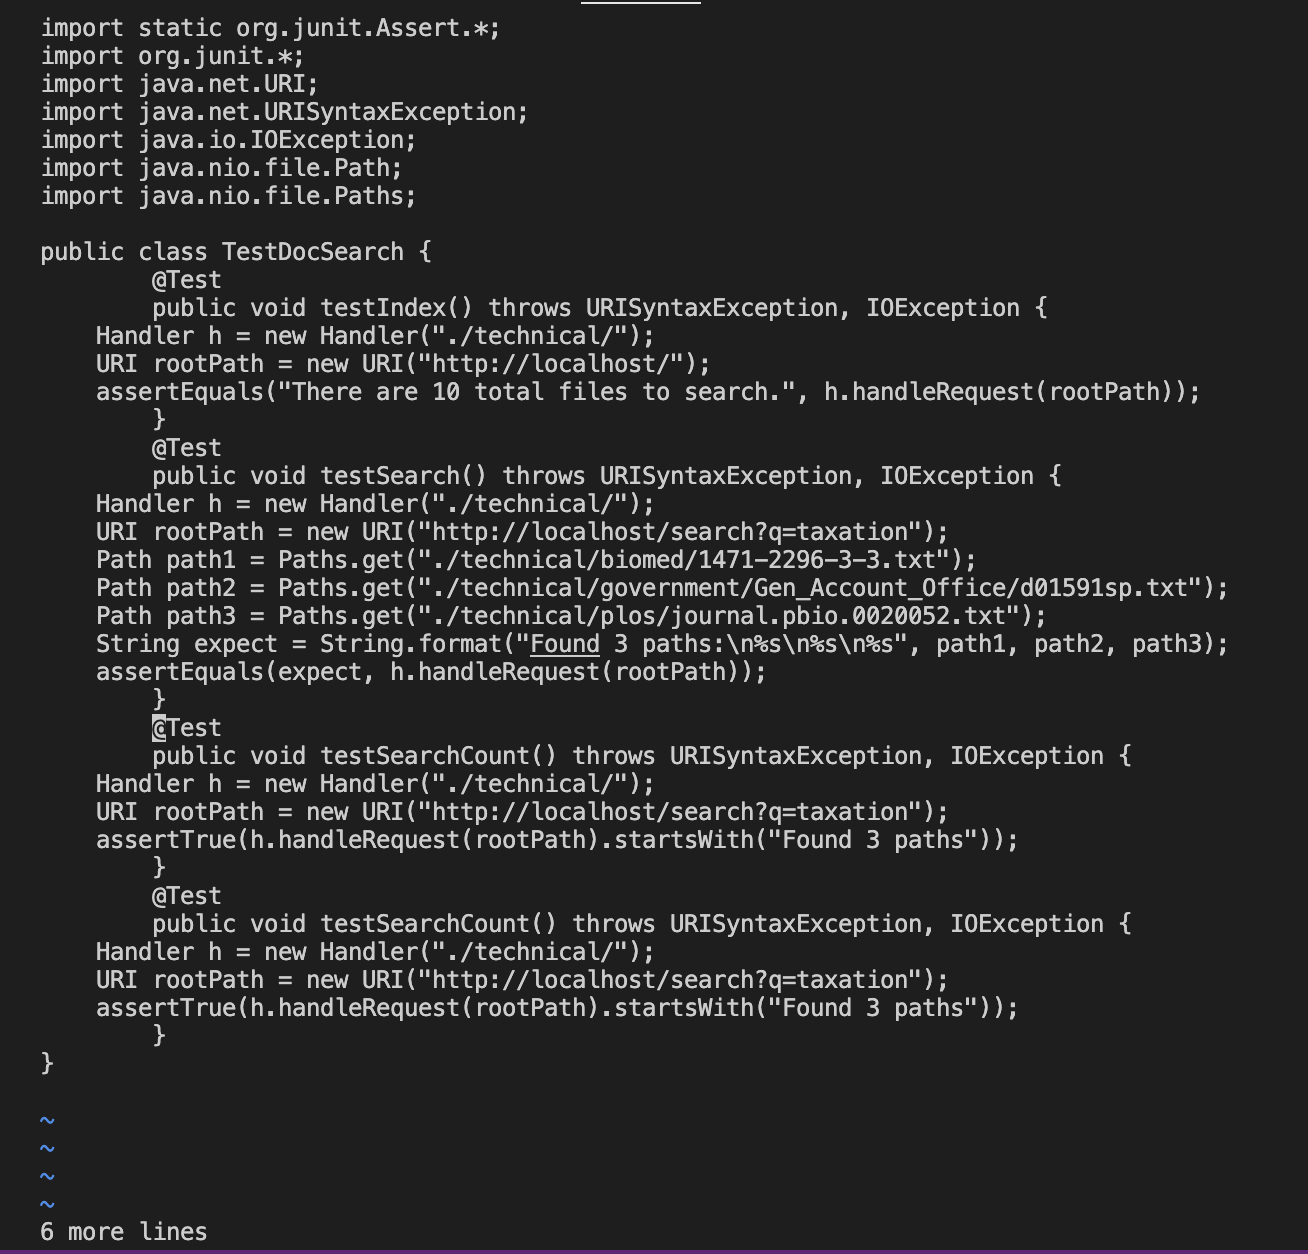 import static org.junit.Assert.*;
import org.junit.*;
import java.net.URI;
import java.net.URISyntaxException;
import java.io.IOException;
import java.nio.file.Path;
import java.nio.file.Paths;

public class TestDocSearch {
        @Test
        public void testIndex() throws URISyntaxException, IOException {
    Handler h = new Handler("./technical/");
    URI rootPath = new URI("http://localhost/");
    assertEquals("There are 10 total files to search.", h.handleRequest(rootPath));
        }
        @Test
        public void testSearch() throws URISyntaxException, IOException {
    Handler h = new Handler("./technical/");
    URI rootPath = new URI("http://localhost/search?q=taxation");
    Path path1 = Paths.get("./technical/biomed/1471-2296-3-3.txt");
    Path path2 = Paths.get("./technical/government/Gen_Account_Office/d01591sp.txt");
    Path path3 = Paths.get("./technical/plos/journal.pbio.0020052.txt");
    String expect = String.format("Found 3 paths:\n%s\n%s\n%s", path1, path2, path3);
    assertEquals(expect, h.handleRequest(rootPath));
        }
        @Test
        public void testSearchCount() throws URISyntaxException, IOException {
    Handler h = new Handler("./technical/");
    URI rootPath = new URI("http://localhost/search?q=taxation");
    assertTrue(h.handleRequest(rootPath).startsWith("Found 3 paths"));
        }
        @Test
        public void testSearchCount() throws URISyntaxException, IOException {
    Handler h = new Handler("./technical/");
    URI rootPath = new URI("http://localhost/search?q=taxation");
    assertTrue(h.handleRequest(rootPath).startsWith("Found 3 paths"));
        }
}

~
~
~
~
6 more lines